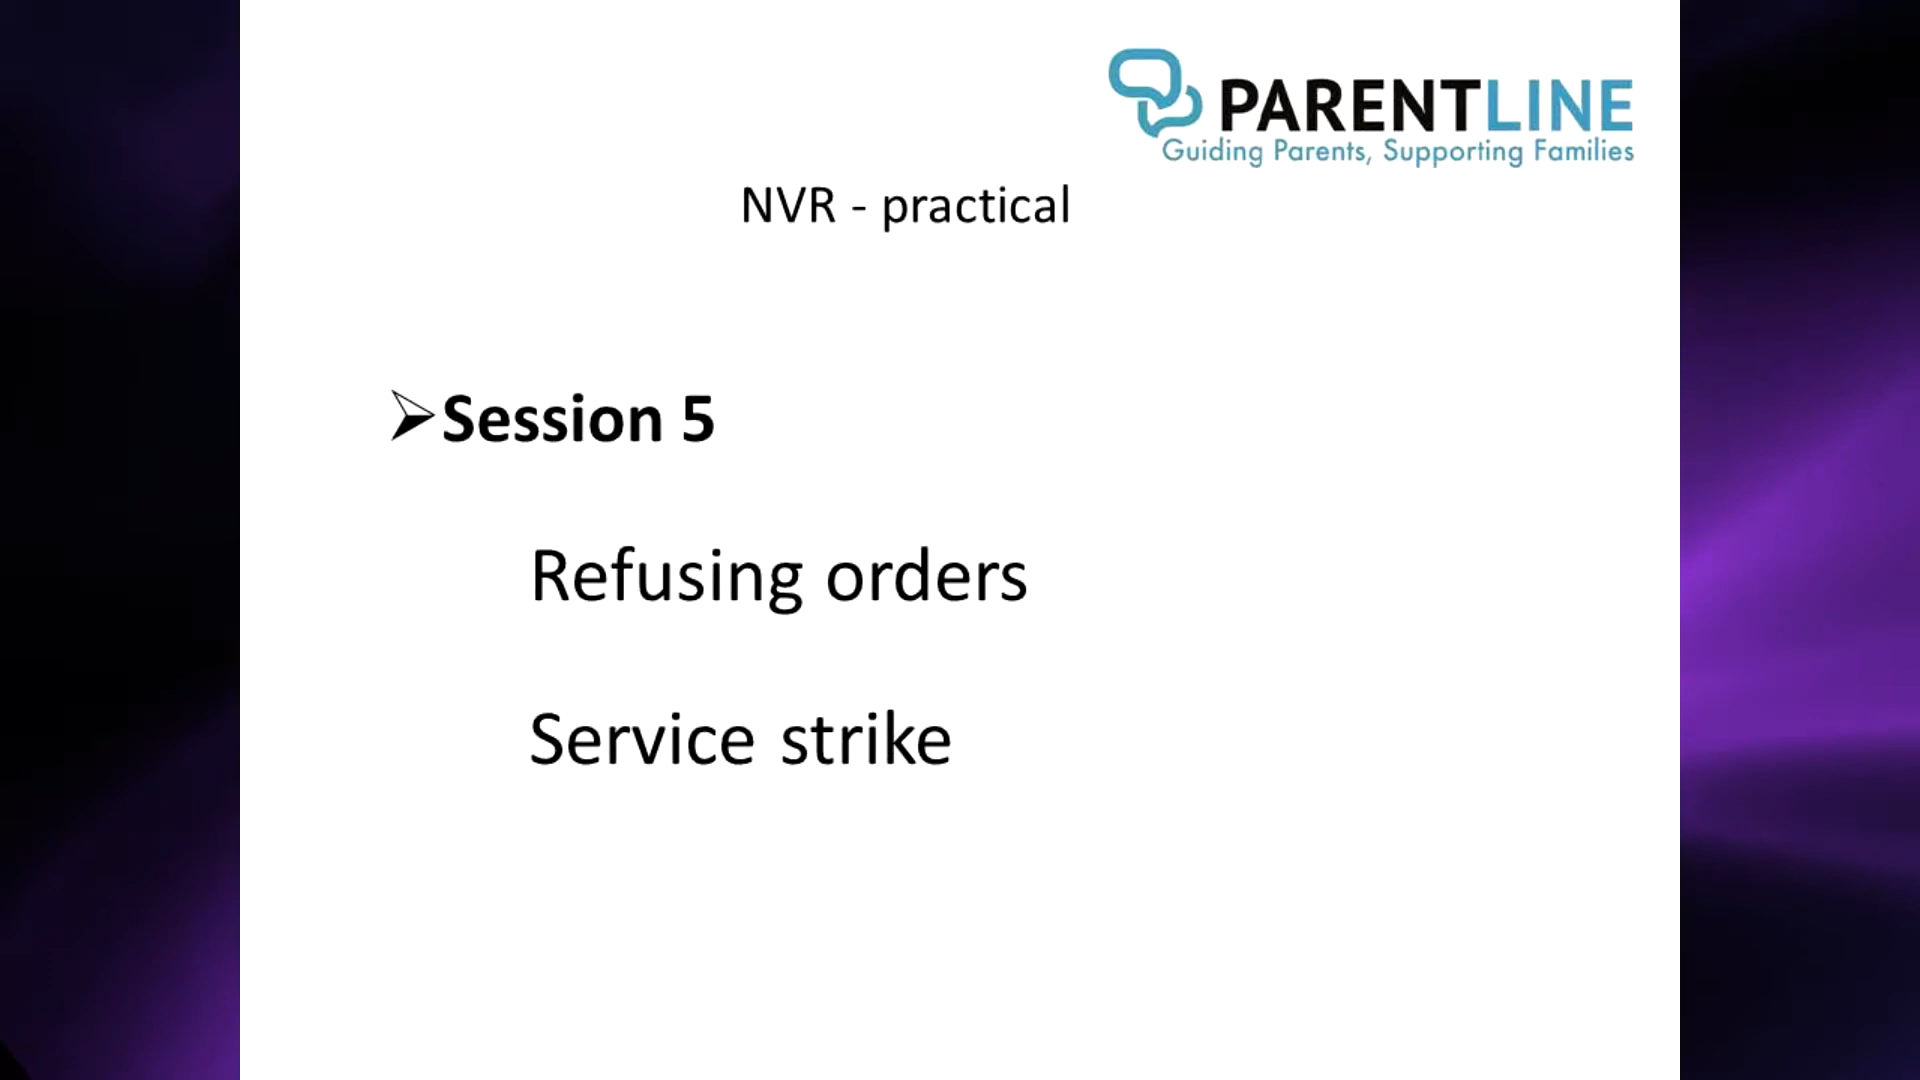 PARENTLINE
Guiding Parents, Supporting Families
NVR - practical
Session 5
Refusing orders
Service strike